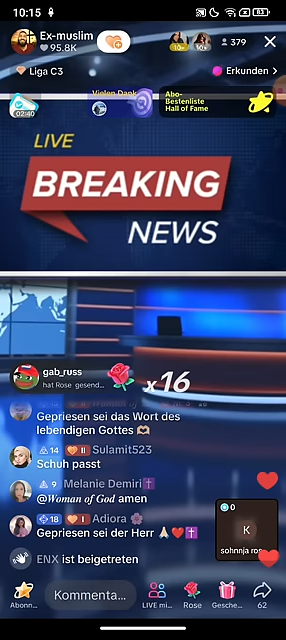 10:15
83
Ex-muslim
95.8K
10+
10+
379
Liga C3
Erkunden >
02:40
Vielen Dank
Abo-
Bestenliste
Hall of Fame
LIVE
BREAKING
NEWS
gab_russ
hat Rose gesend...
x16
Gepriesen sei das Wort des
lebendigen Gottes 🫶🏽
14 II Sulamit523
Schuh passt
9 Melanie Demiri✝️
@𝑊𝑜𝑚𝑎𝑛 𝑜𝑓 𝐺𝑜𝑑 amen
18 I Adiora 🌸
Gepriesen sei der Herr 🙏🏻❤️✝️
0
K
ENX ist beigetreten
Abonn...
Kommenta...
LIVE mi...
Rose
Gesche...
62